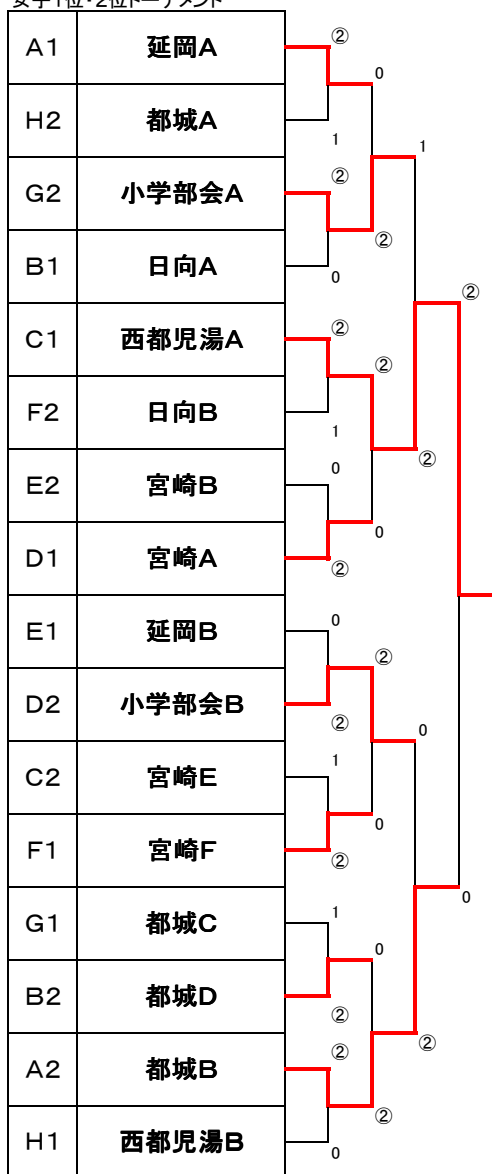 女子1位・2位トーナメント
A1 延岡A ②
0
H2 都城A 1
1
G2 小学部会A ②
②
B1 日向A 0
②
C1 西都児湯A ②
②
F2 日向B 1
②
E2 宮崎B 0
0
D1 宮崎A ②
E1 延岡B 0
②
D2 小学部会B ②
0
C2 宮崎E 1
0
F1 宮崎F ②
0
G1 都城C 1
0
B2 都城D ②
②
A2 都城B ②
②
H1 西都児湯B 0